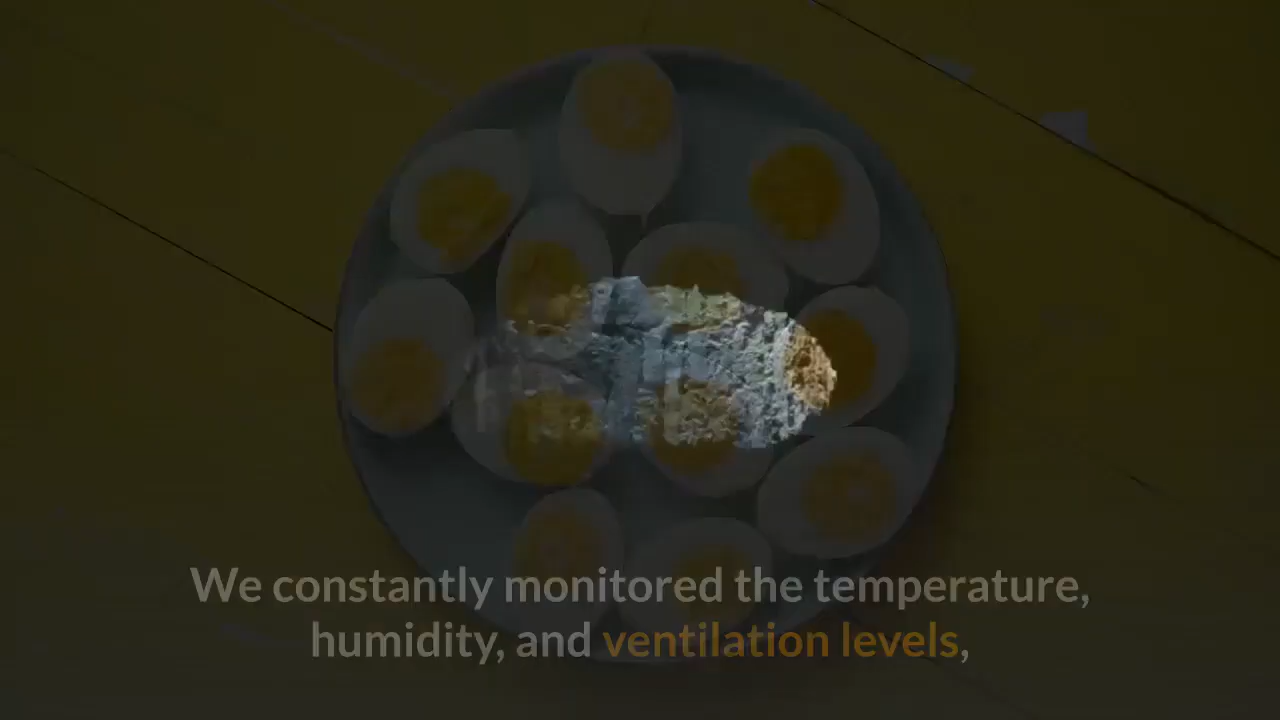 We constantly monitored the temperature,
humidity, and ventilation levels,